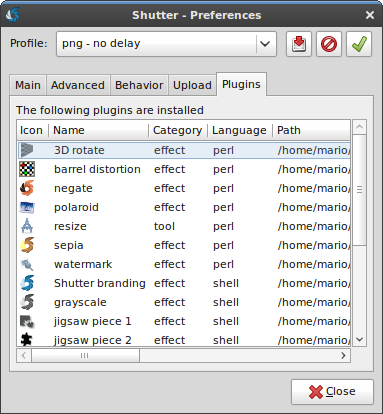 Shutter - Preferences
Profile: png - no delay
Main Advanced Behavior Upload Plugins
The following plugins are installed
Icon Name Category Language Path
3D rotate effect perl /home/mario/
barrel distortion effect perl /home/mario/
negate effect perl /home/mario/
polaroid effect perl /home/mario/
resize tool perl /home/mario/
sepia effect perl /home/mario/
watermark effect perl /home/mario/
Shutter branding effect shell /home/mario/
grayscale effect shell /home/mario/
jigsaw piece 1 effect shell /home/mario/
jigsaw piece 2 effect shell /home/mario/
Close